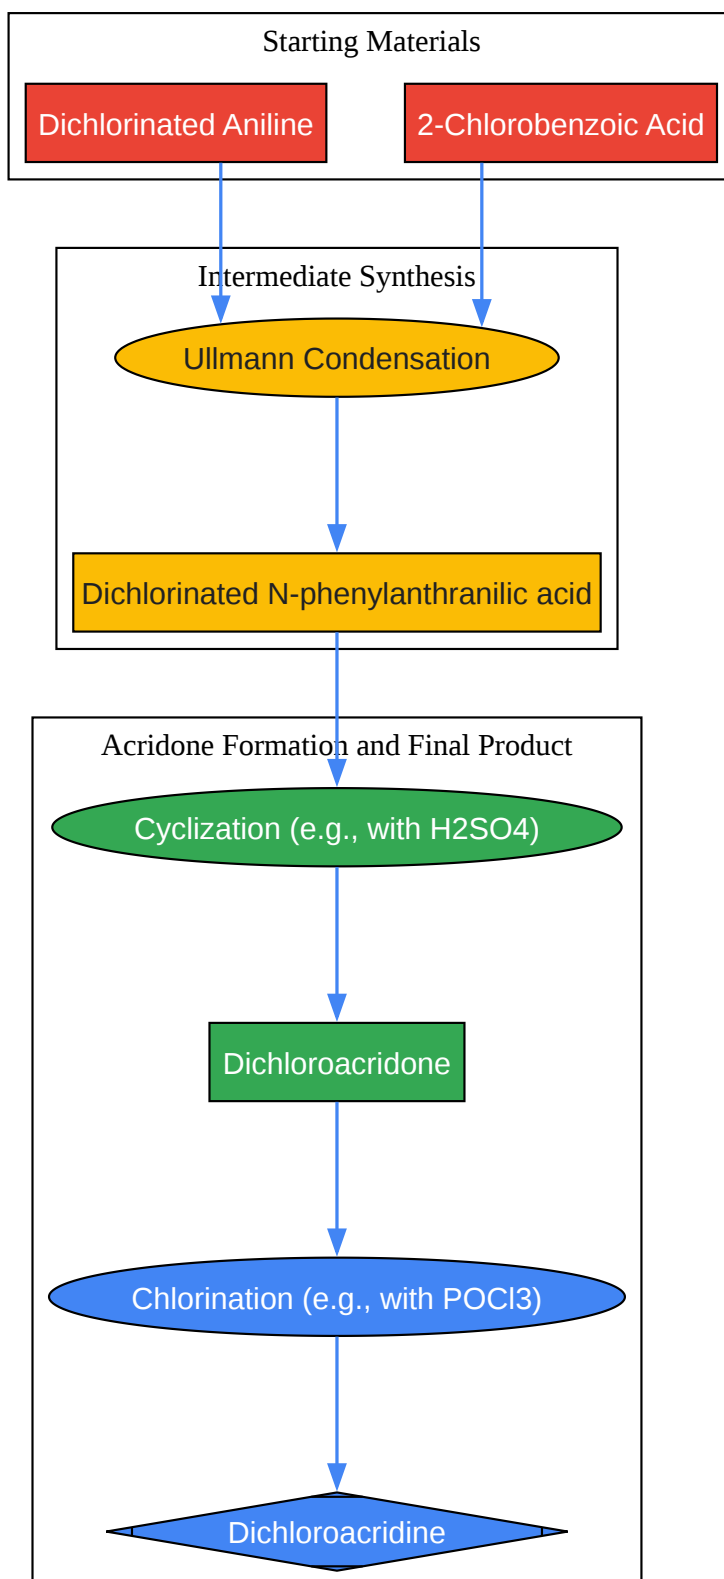 Starting Materials
Dichlorinated Aniline
2-Chlorobenzoic Acid
Intermediate Synthesis
Ullmann Condensation
Dichlorinated N-phenylanthranilic acid
Acridone Formation and Final Product
Cyclization (e.g., with H2SO4)
Dichloroacridone
Chlorination (e.g., with POCl3)
Dichloroacridine